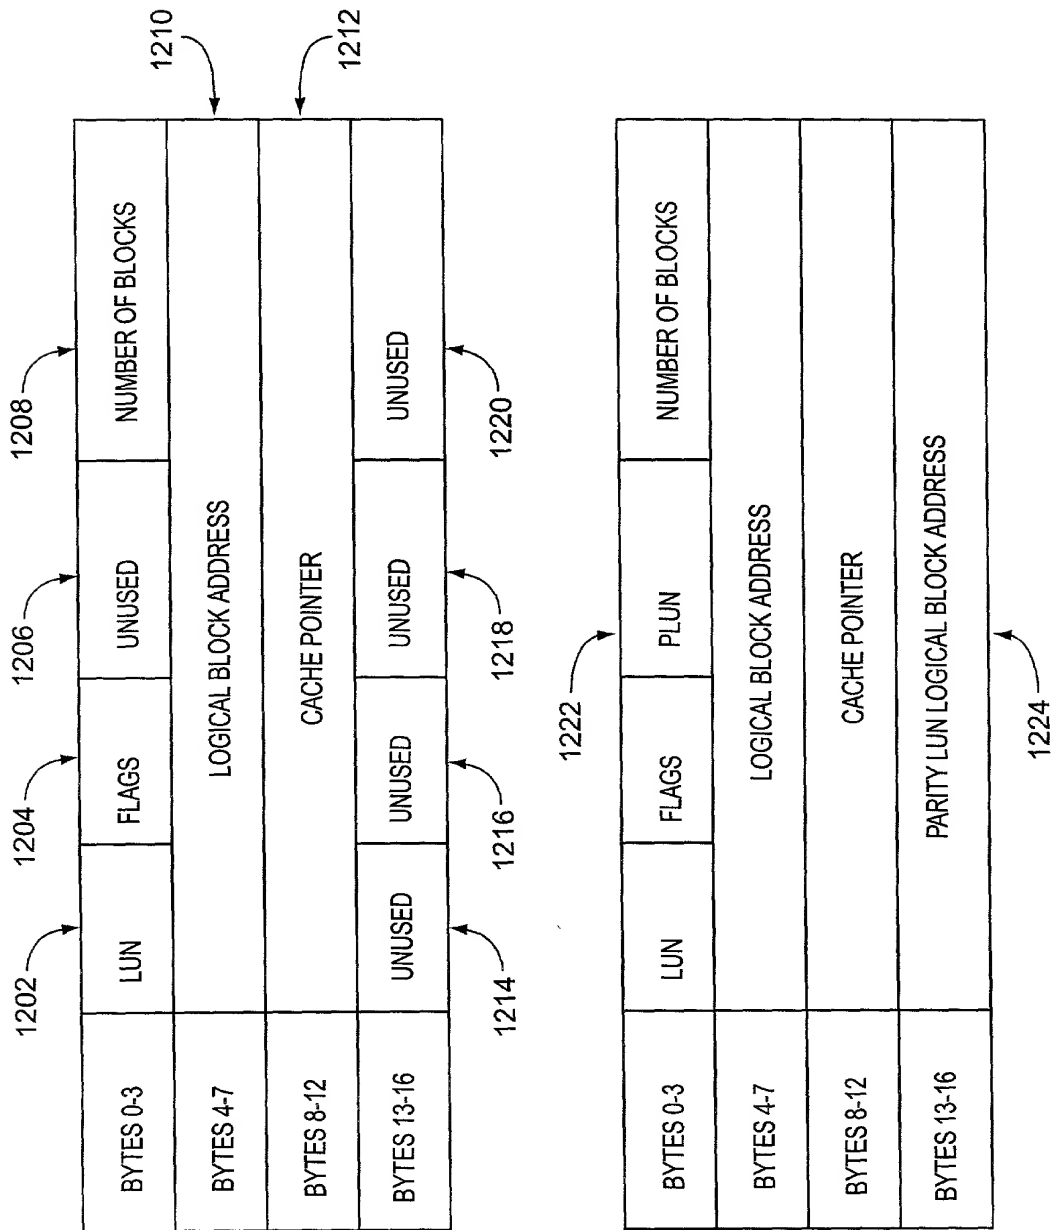 1202
1204
1206
1208
BYTES 0-3
LUN
FLAGS
UNUSED
NUMBER OF BLOCKS
BYTES 4-7
LOGICAL BLOCK ADDRESS
1210
BYTES 8-12
CACHE POINTER
1212
BYTES 13-16
UNUSED
UNUSED
UNUSED
UNUSED
1214
1216
1218
1220
1222
BYTES 0-3
LUN
FLAGS
PLUN
NUMBER OF BLOCKS
BYTES 4-7
LOGICAL BLOCK ADDRESS
BYTES 8-12
CACHE POINTER
BYTES 13-16
PARITY LUN LOGICAL BLOCK ADDRESS
1224